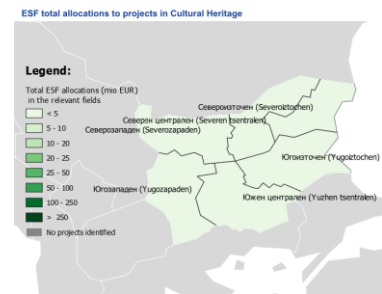 ESF total allocations to projects in Cultural Heritage
Legend:
Total ESF allocations (mio EUR)
in the relevant fields
< 5
5 - 10
10 - 20
20 - 25
25 - 50
50 - 100
100 - 250
> 250
No projects identified
Североизточен (Severoiztochen)
Северен централен (Severen tsentralen)
Северозападен (Severozapaden)
Югоизточен (Yugoiztochen)
Югозападен (Yugozapaden)
Южен централен (Yuzhen tsentralen)